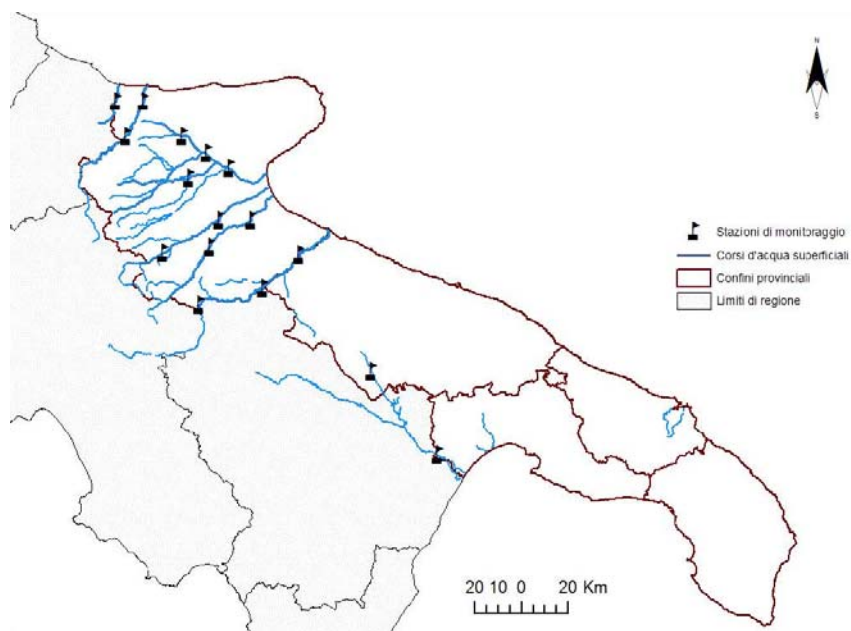 N
S
Stazioni di monitoraggio
Corsi d'acqua superficiali
Confini provinciali
Limiti di regione
20 10 0 20 Km